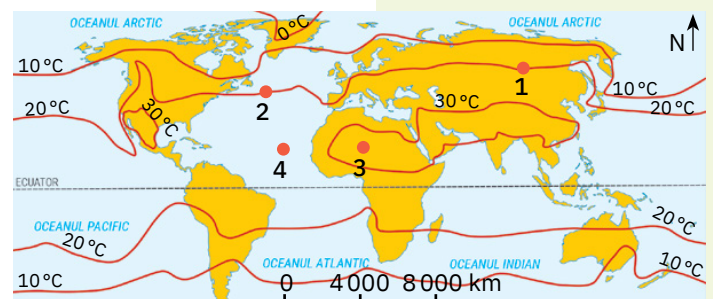 OCEANUL ARCTIC
OCEANUL ARCTIC
0°C
N
10°C
1
10°C
20°C
20°C
30°C
30°C
2
3
4
ECUATOR
OCEANUL PACIFIC
20°C
20°C
OCEANUL ATLANTIC
OCEANUL INDIAN
10°C
10°C
0 4000 8000 km